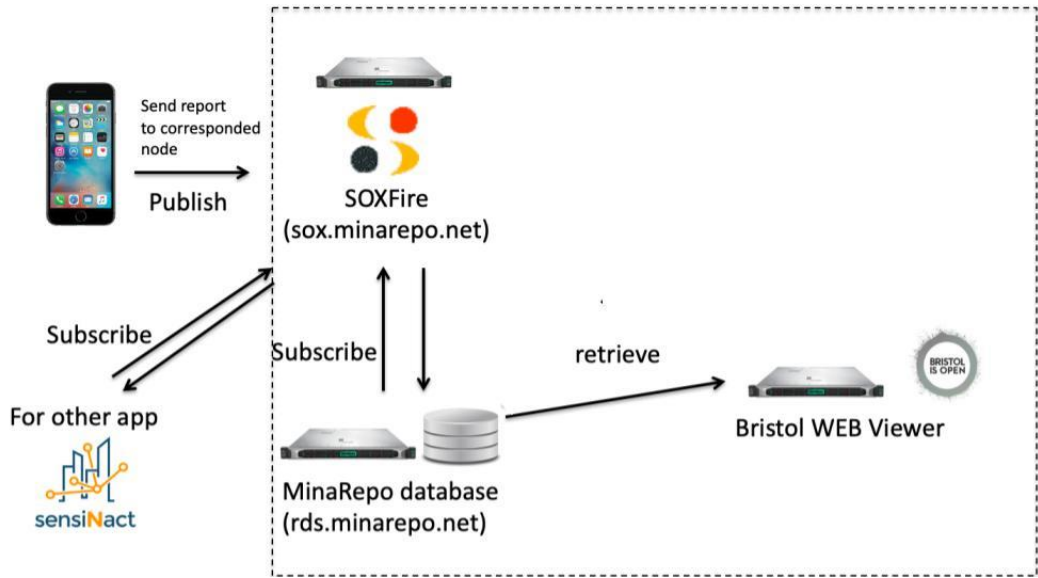 Send report
to corresponded
node
Publish
SOXFire
(sox.minarepo.net)
Subscribe
Subscribe
retrieve
BRISTOL
IS OPEN
For other app
sensiNact
Bristol WEB Viewer
MinaRepo database
(rds.minarepo.net)